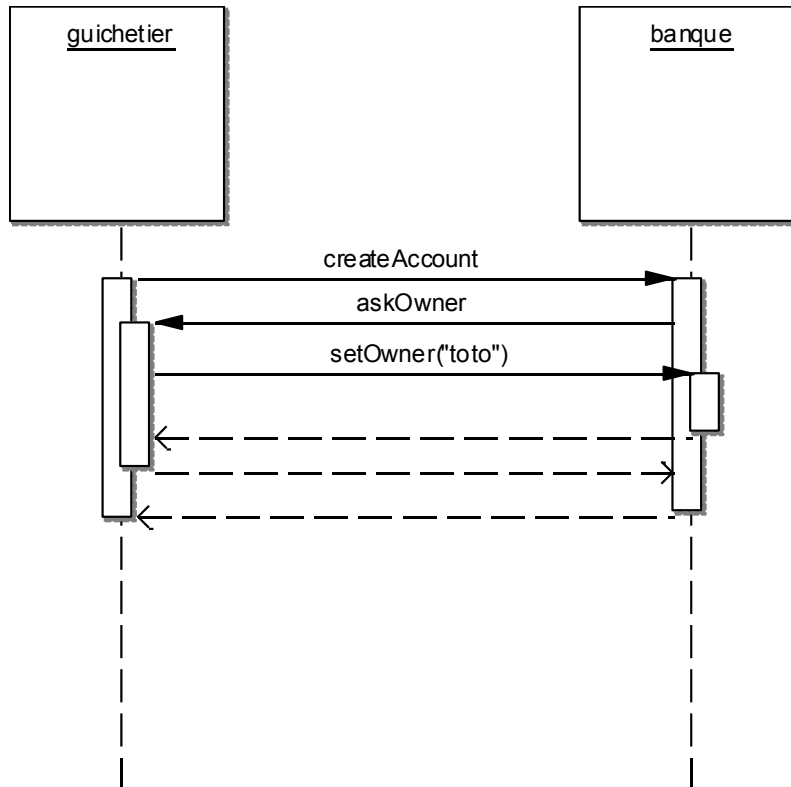 guichetier
banque
createAccount
askOwner
setOwner("toto")